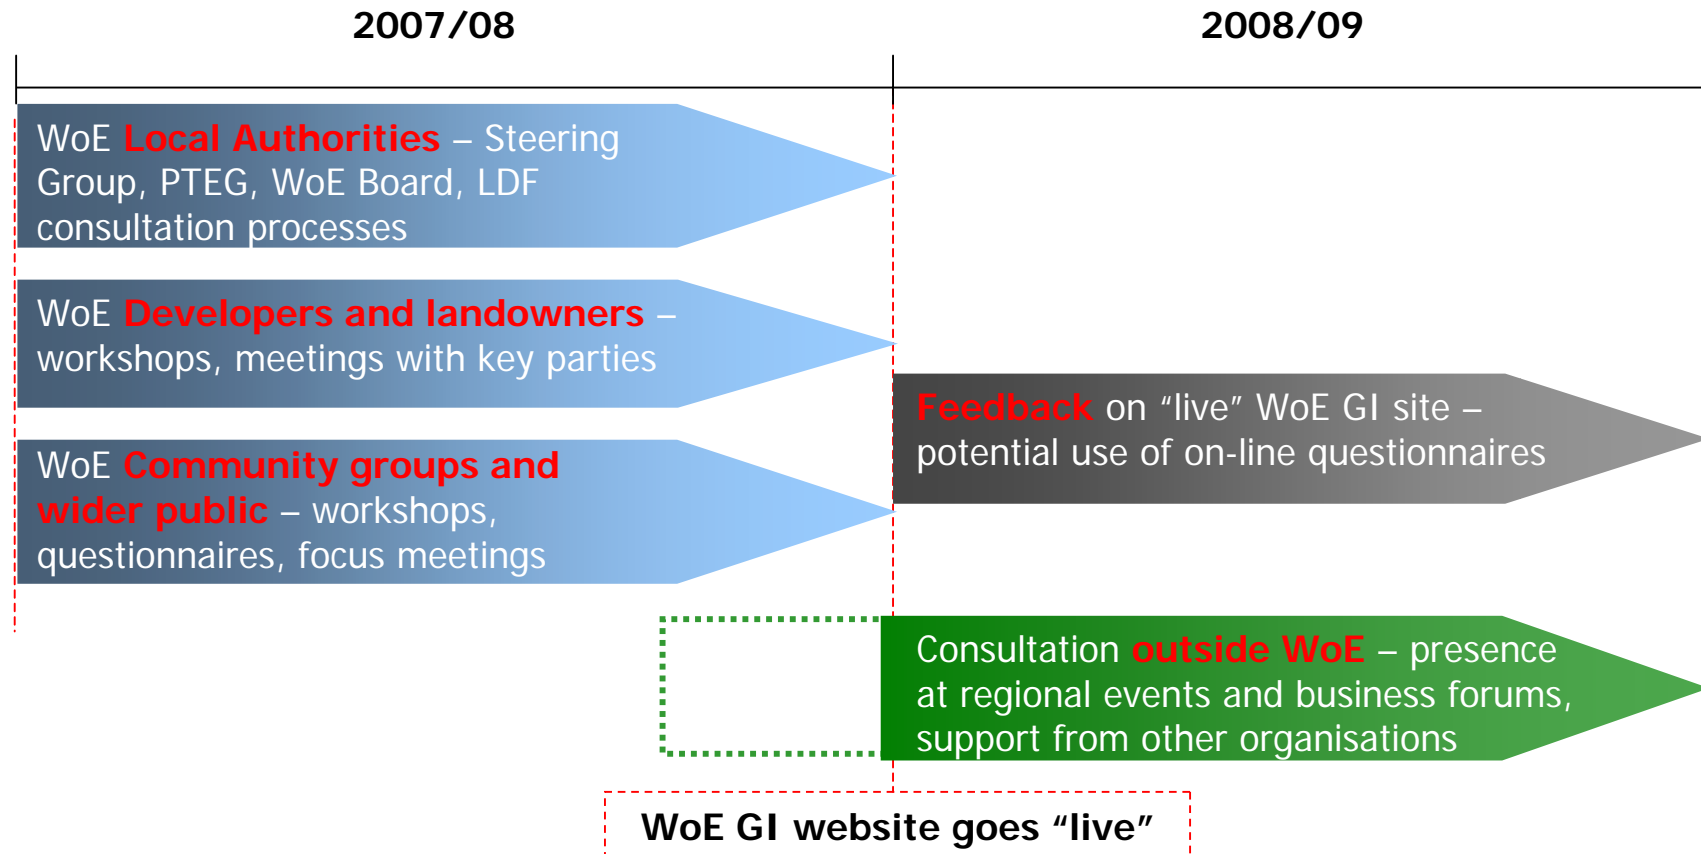 2007/08
2008/09
WoE Local Authorities – Steering
Group, PTEG, WoE Board, LDF
consultation processes
WoE Developers and landowners –
workshops, meetings with key parties
WoE Community groups and
wider public – workshops,
questionnaires, focus meetings
Feedback on “live” WoE GI site –
potential use of on-line questionnaires
Consultation outside WoE – presence
at regional events and business forums,
support from other organisations
WoE GI website goes “live”